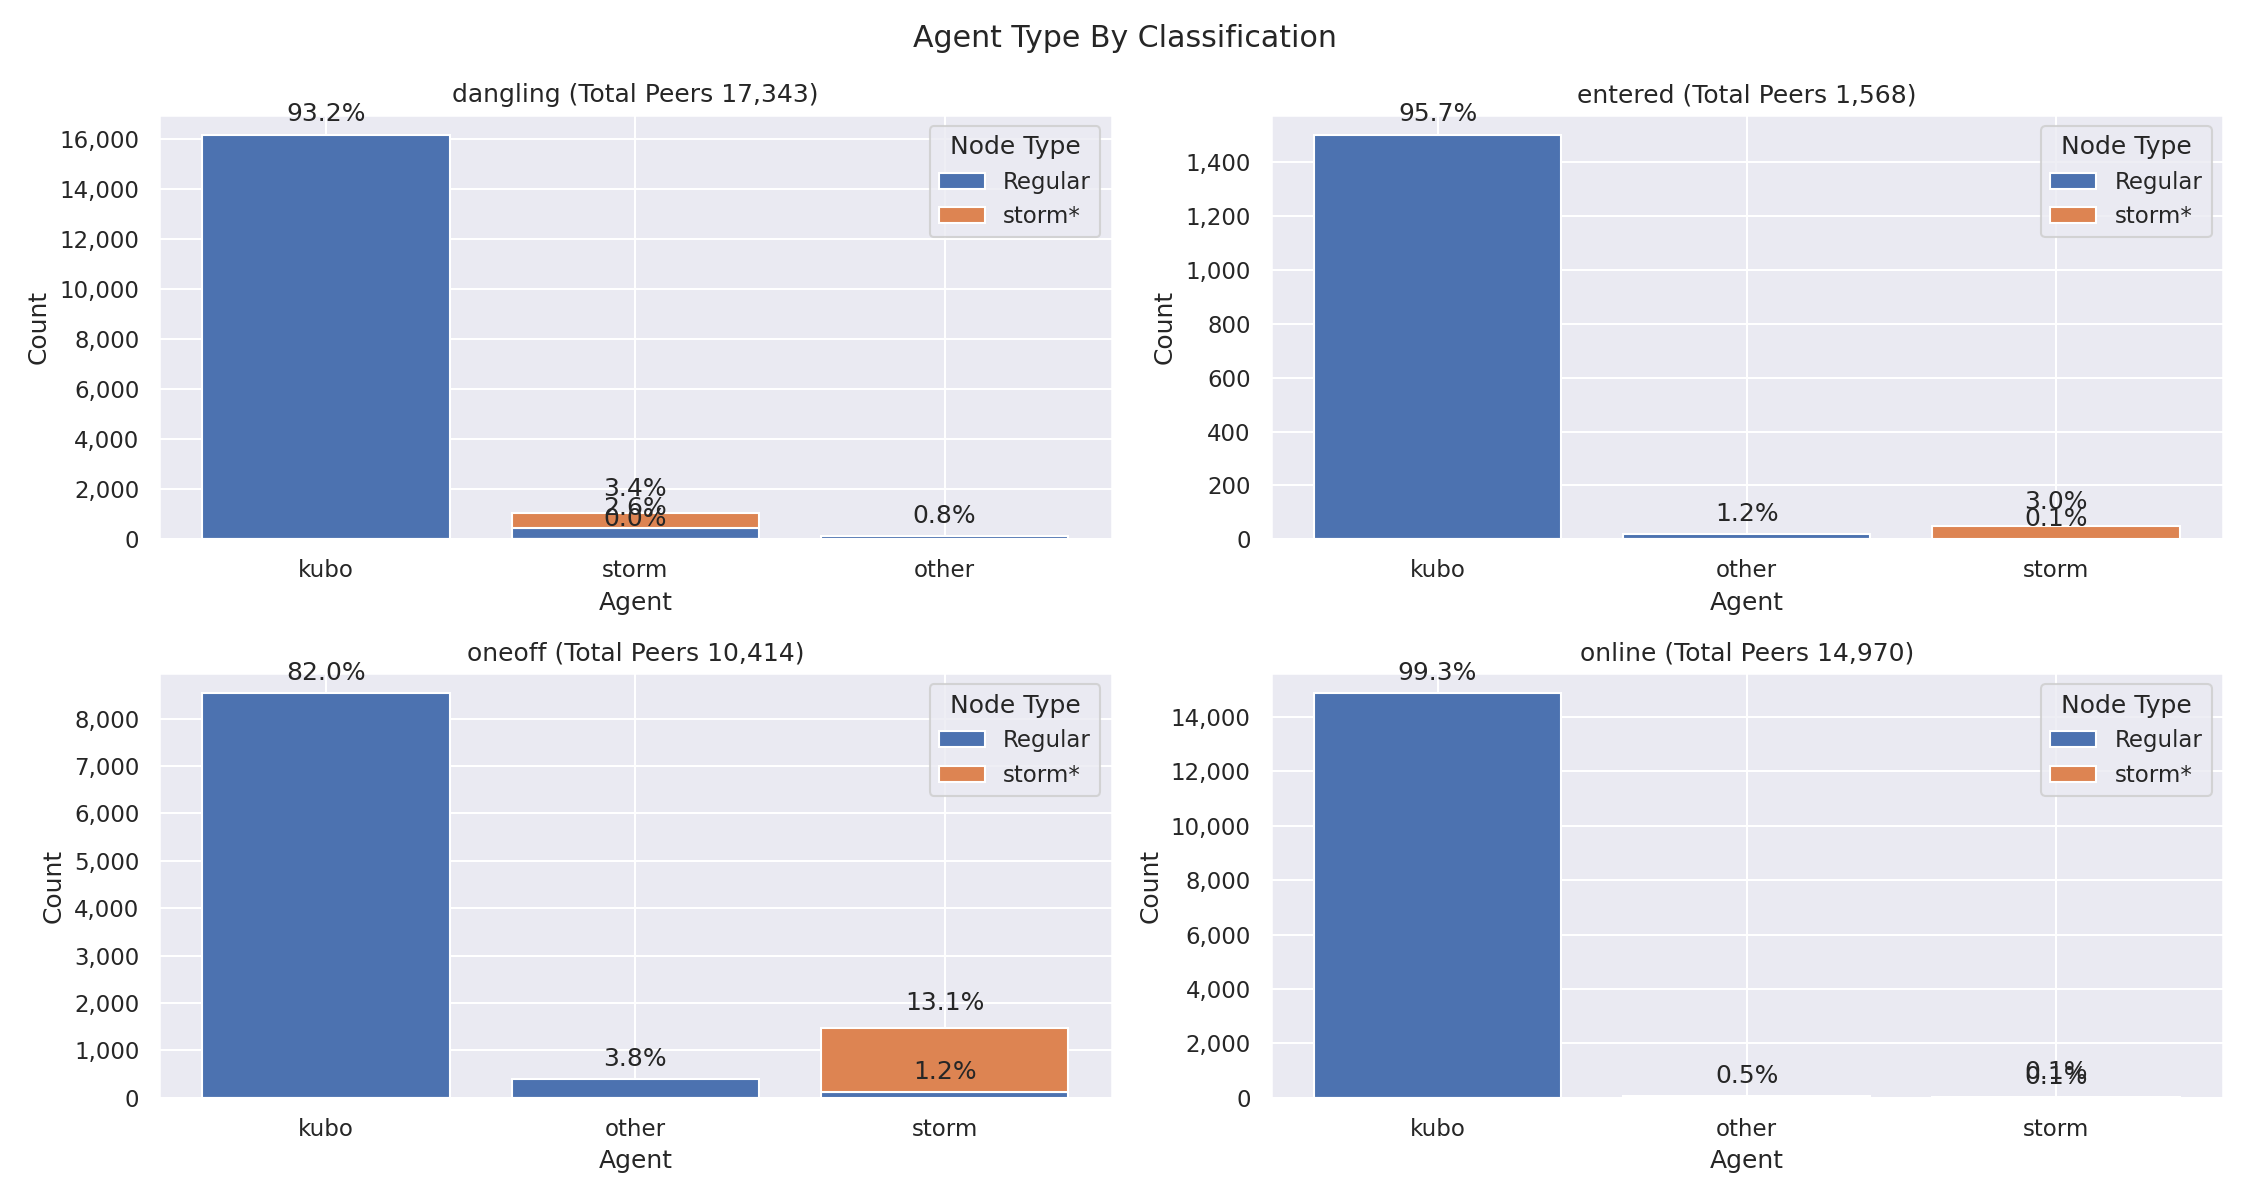 Agent Type By Classification
dangling (Total Peers 17,343)
93.2%
16,000
14,000
12,000
10,000
8,000
6,000
4,000
2,000
0
Count
3.4%
2.6%
0.0%
0.8%
Node Type
Regular
storm*
kubo
storm
other
Agent
entered (Total Peers 1,568)
95.7%
1,400
1,200
1,000
800
600
400
200
0
Count
1.2%
3.0%
0.1%
Node Type
Regular
storm*
kubo
other
storm
Agent
oneoff (Total Peers 10,414)
82.0%
8,000
7,000
6,000
5,000
4,000
3,000
2,000
1,000
0
Count
3.8%
13.1%
1.2%
Node Type
Regular
storm*
kubo
other
storm
Agent
online (Total Peers 14,970)
99.3%
14,000
12,000
10,000
8,000
6,000
4,000
2,000
0
Count
0.5%
0.1%
0.1%
Node Type
Regular
storm*
kubo
other
storm
Agent